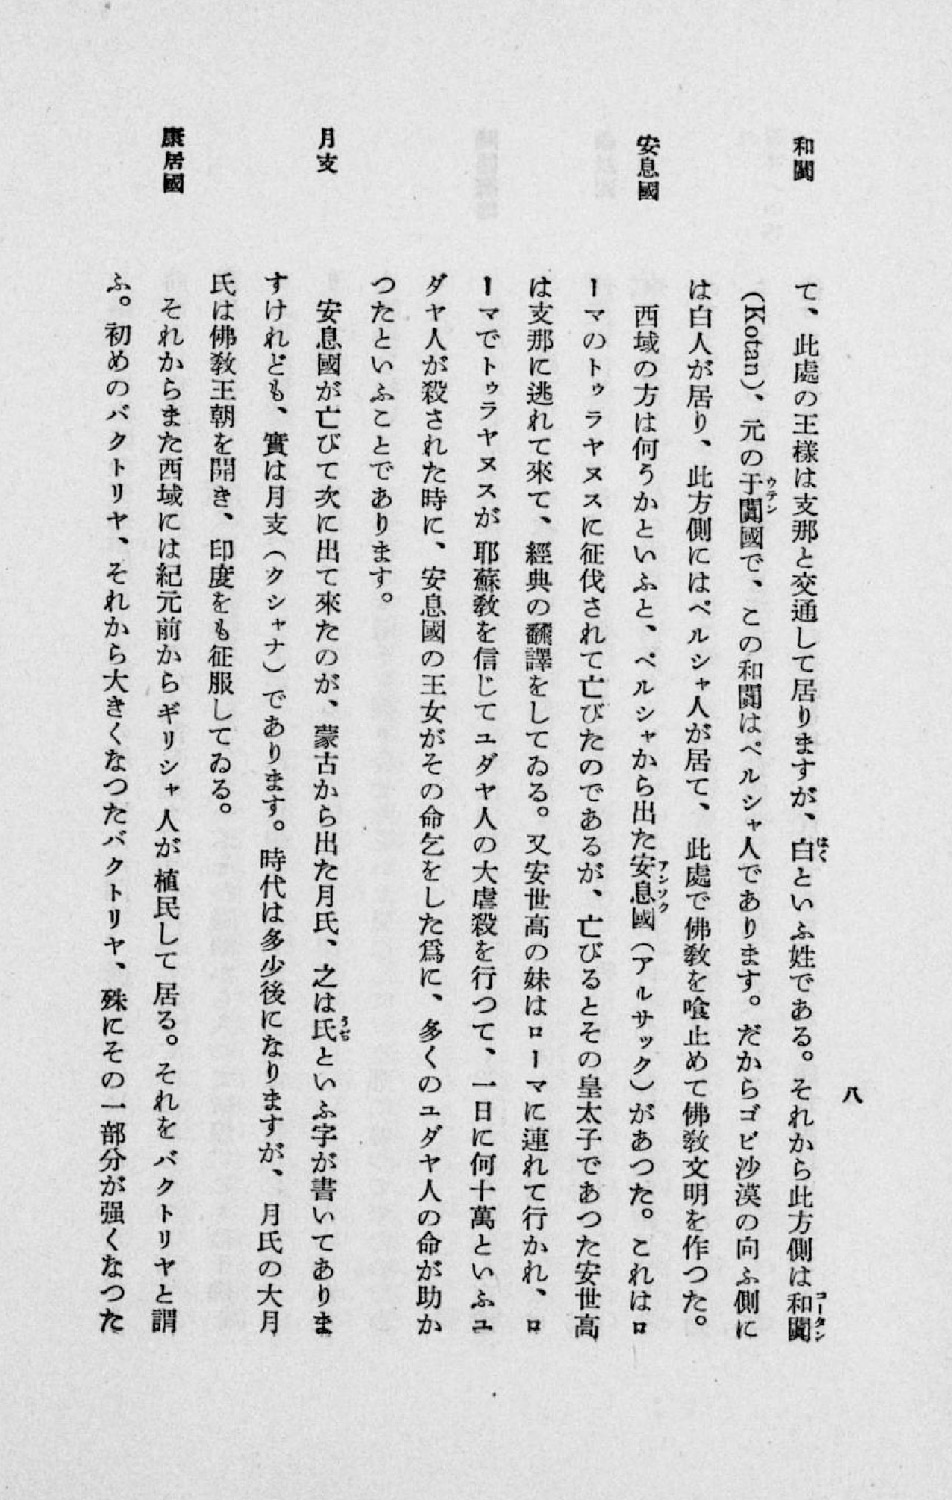 八
和闐
安息國
月支
康居國
て、此處の王樣は支那と交通して居りますが、白といふ姓である。それから此方側は和闐
(Kotan)、元の于闐國で、この和闐はペルシャ人であります。だからゴビ沙漠の向ふ側に
は白人が居り、此方側にはペルシャ人が居て、此處で佛敎を喰止めて佛敎文明を作つた。
西域の方は何うかといふと、ペルシャから出た安息國(アルサック)があつた。これはロ
ーマのトゥラヤヌスに征伐されて亡びたのであるが、亡びるとその皇太子であつた安世高
は支那に逃れて來て、經典の飜譯をしてゐる。又安世高の妹はローマに連れて行かれ、ロ
ーマでトゥラヤヌスが耶蘇敎を信じてユダヤ人の大虐殺を行つて、一日に何十萬といふユ
ダヤ人が殺された時に、安息國の王女がその命乞をした爲に、多くのユダヤ人の命が助か
つたといふことであります。
安息國が亡びて次に出て來たのが、蒙古から出た月氏、之は氏といふ字が書いてありま
すけれども、實は月支(クシャナ)であります。時代は多少後になりますが、月氏の大月
氏は佛敎王朝を開き、印度をも征服してゐる。
それからまた西域には紀元前からギリシャ人が植民して居る。それをバクトリヤと謂
ふ。初めのバクトリヤ、それから大きくなつたバクトリヤ、殊にその一部分が强くなつた
ほく
コータン
ウテン
アンソク
うぢ